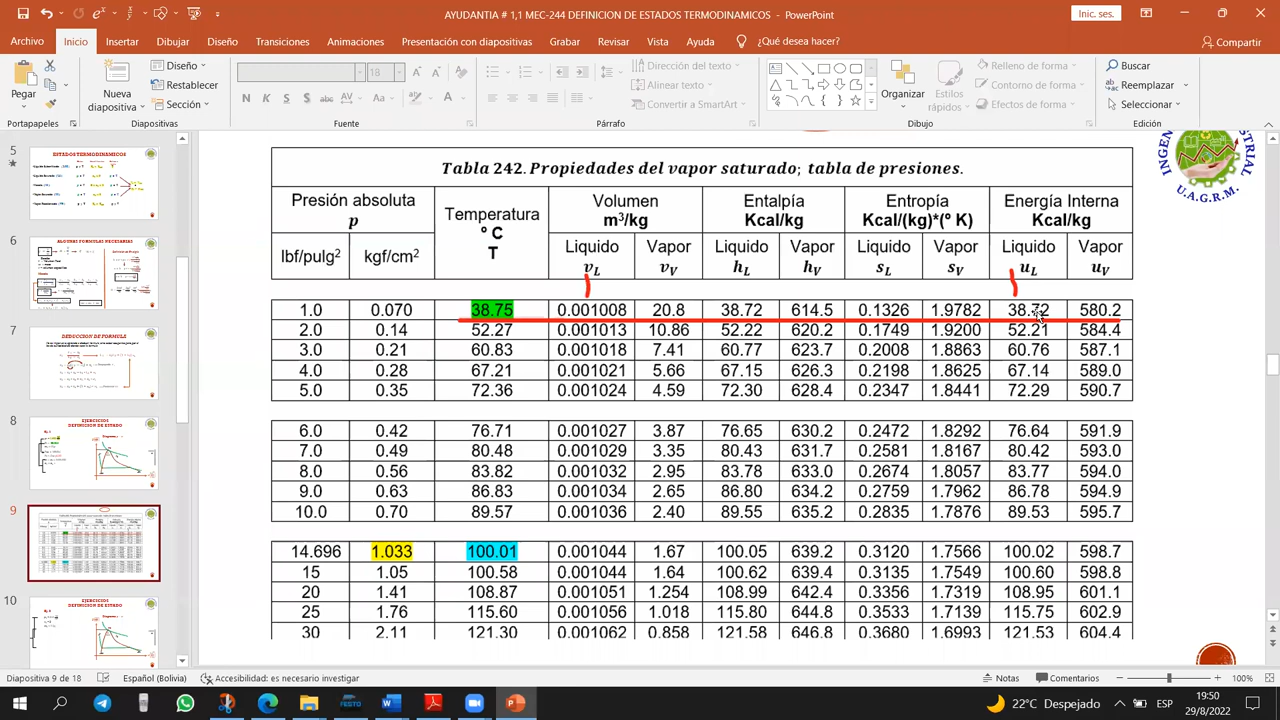 AYUDANTIA # 1,1 MEC-244 DEFINICION DE ESTADOS TERMODINAMICOS - PowerPoint
Inic. ses.
Archivo Inicio Insertar Dibujar Diseño Transiciones Animaciones Presentación con diapositivas Grabar Revisar Vista Ayuda ¿Qué desea hacer? Compartir
Pegar
Nueva diapositiva
Diseño
Restablecer
Sección
18
N K S S abc AV Aa A
Dirección del texto
Alinear texto
Convertir a SmartArt
Organizar
Estilos rápidos
Relleno de forma
Contorno de forma
Efectos de forma
Buscar
Reemplazar
Seleccionar
Portapapeles Diapositivas Fuente Párrafo Dibujo Edición
5
ESTADOS TERMODINAMICOS
6
ALGUNAS FORMULAS NECESARIAS
7
DEDUCCION DE FORMULA
8
EJERCICIOS
DEFINICION DE ESTADO
9
10
EJERCICIOS
DEFINICION DE ESTADO
INGEN
STRIAL
U.A.G.R.M.
Tabla 242. Propiedades del vapor saturado; tabla de presiones.
Presión absoluta p Temperatura ° C T Volumen m³/kg Entalpía Kcal/kg Entropía Kcal/(kg)*(° K) Energía Interna Kcal/kg
lbf/pulg² kgf/cm² Liquido vL Vapor vV Liquido hL Vapor hV Liquido sL Vapor sV Liquido uL Vapor uV
1.0 0.070 38.75 0.001008 20.8 38.72 614.5 0.1326 1.9782 38.72 580.2
2.0 0.14 52.27 0.001013 10.86 52.22 620.2 0.1749 1.9200 52.21 584.4
3.0 0.21 60.83 0.001018 7.41 60.77 623.7 0.2008 1.8863 60.76 587.1
4.0 0.28 67.21 0.001021 5.66 67.15 626.3 0.2198 1.8625 67.14 589.0
5.0 0.35 72.36 0.001024 4.59 72.30 628.4 0.2347 1.8441 72.29 590.7
6.0 0.42 76.71 0.001027 3.87 76.65 630.2 0.2472 1.8292 76.64 591.9
7.0 0.49 80.48 0.001029 3.35 80.43 631.7 0.2581 1.8167 80.42 593.0
8.0 0.56 83.82 0.001032 2.95 83.78 633.0 0.2674 1.8057 83.77 594.0
9.0 0.63 86.83 0.001034 2.65 86.80 634.2 0.2759 1.7962 86.78 594.9
10.0 0.70 89.57 0.001036 2.40 89.55 635.2 0.2835 1.7876 89.53 595.7
14.696 1.033 100.01 0.001044 1.67 100.05 639.2 0.3120 1.7566 100.02 598.7
15 1.05 100.58 0.001044 1.64 100.62 639.4 0.3135 1.7549 100.60 598.8
20 1.41 108.87 0.001051 1.254 108.99 642.4 0.3356 1.7319 108.95 601.1
25 1.76 115.60 0.001056 1.018 115.80 644.8 0.3533 1.7139 115.75 602.9
30 2.11 121.30 0.001062 0.858 121.58 646.8 0.3680 1.6993 121.53 604.4
Diapositiva 9 de 18 Español (Bolivia) Accesibilidad: es necesario investigar Notas Comentarios 100%
FESTO
22°C Despejado ESP 19:50
29/8/2022